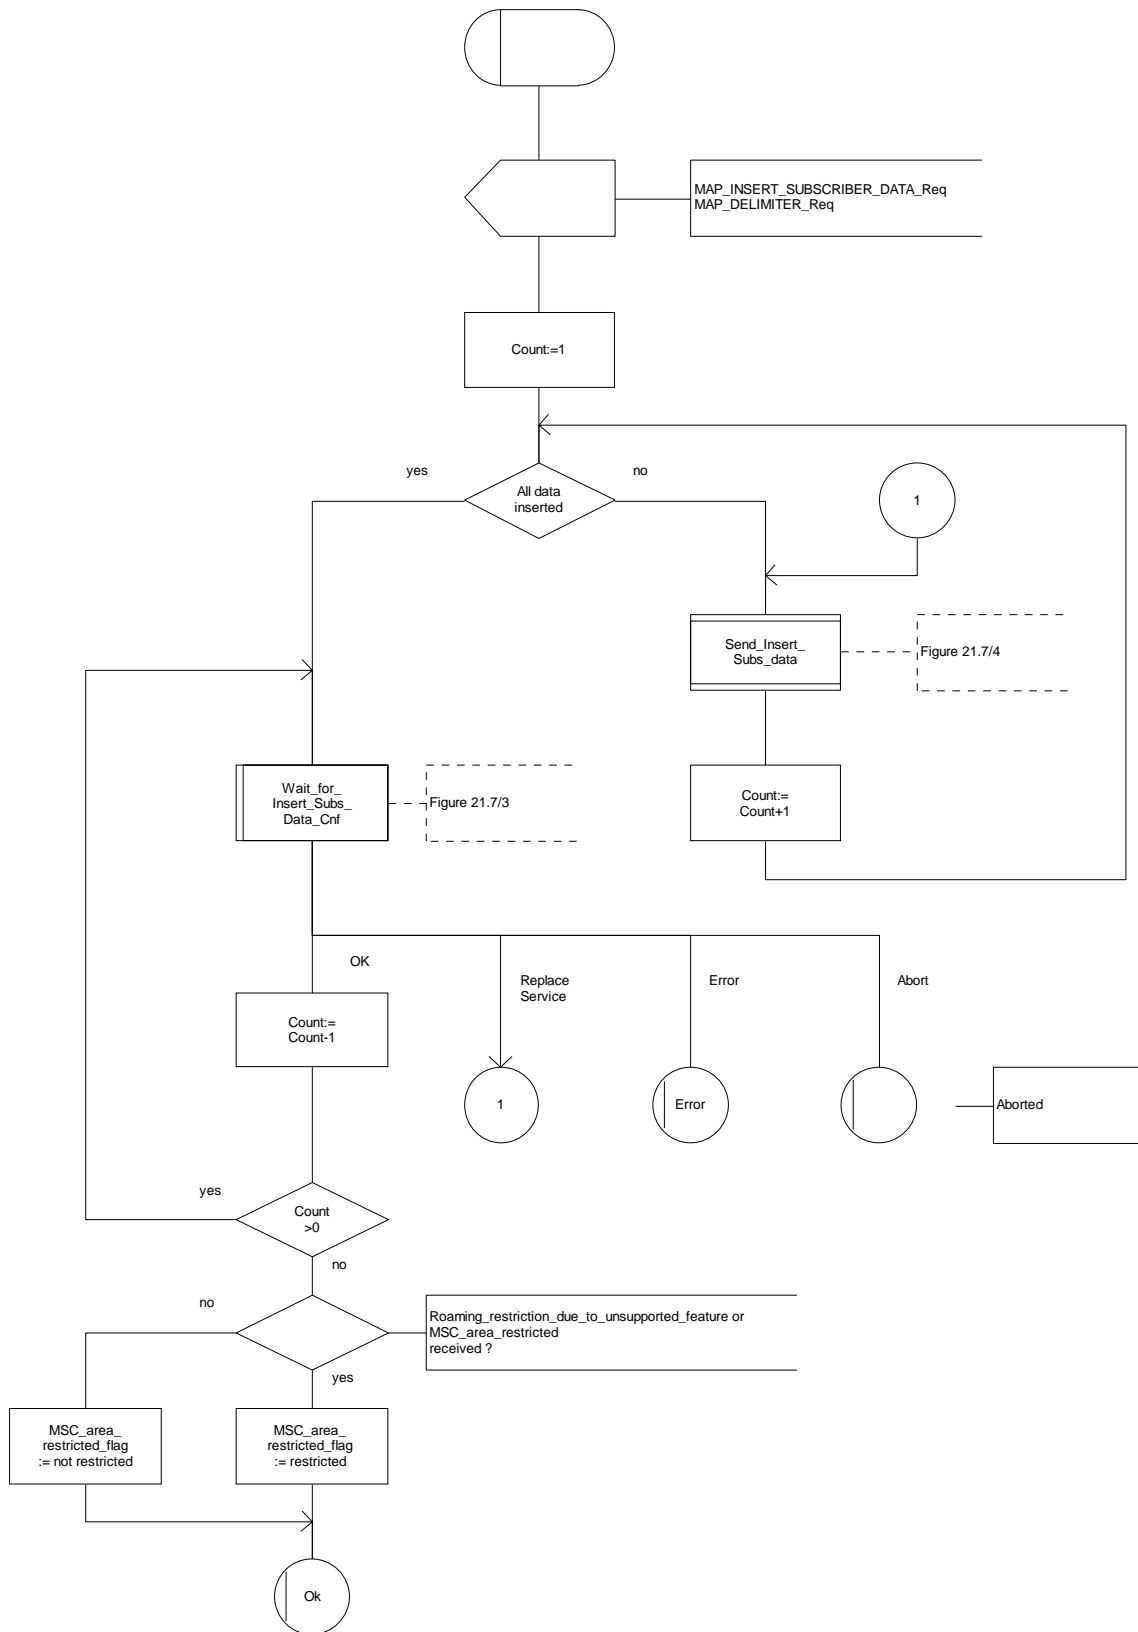 MAP_INSERT_SUBSCRIBER_DATA_Req
MAP_DELIMITER_Req
Count:=1
yes
no
All data
inserted
1
Send_Insert_
Subs_data
Figure 21.7/4
Wait_for_
Insert_Subs_
Data_Cnf
Figure 21.7/3
Count:=
Count+1
OK
Replace
Service
Error
Abort
Count:=
Count-1
1
Error
Aborted
yes
Count
>0
no
no
Roaming_restriction_due_to_unsupported_feature or
MSC_area_restricted
received ?
yes
MSC_area_
restricted_flag
:= not restricted
MSC_area_
restricted_flag
:= restricted
Ok